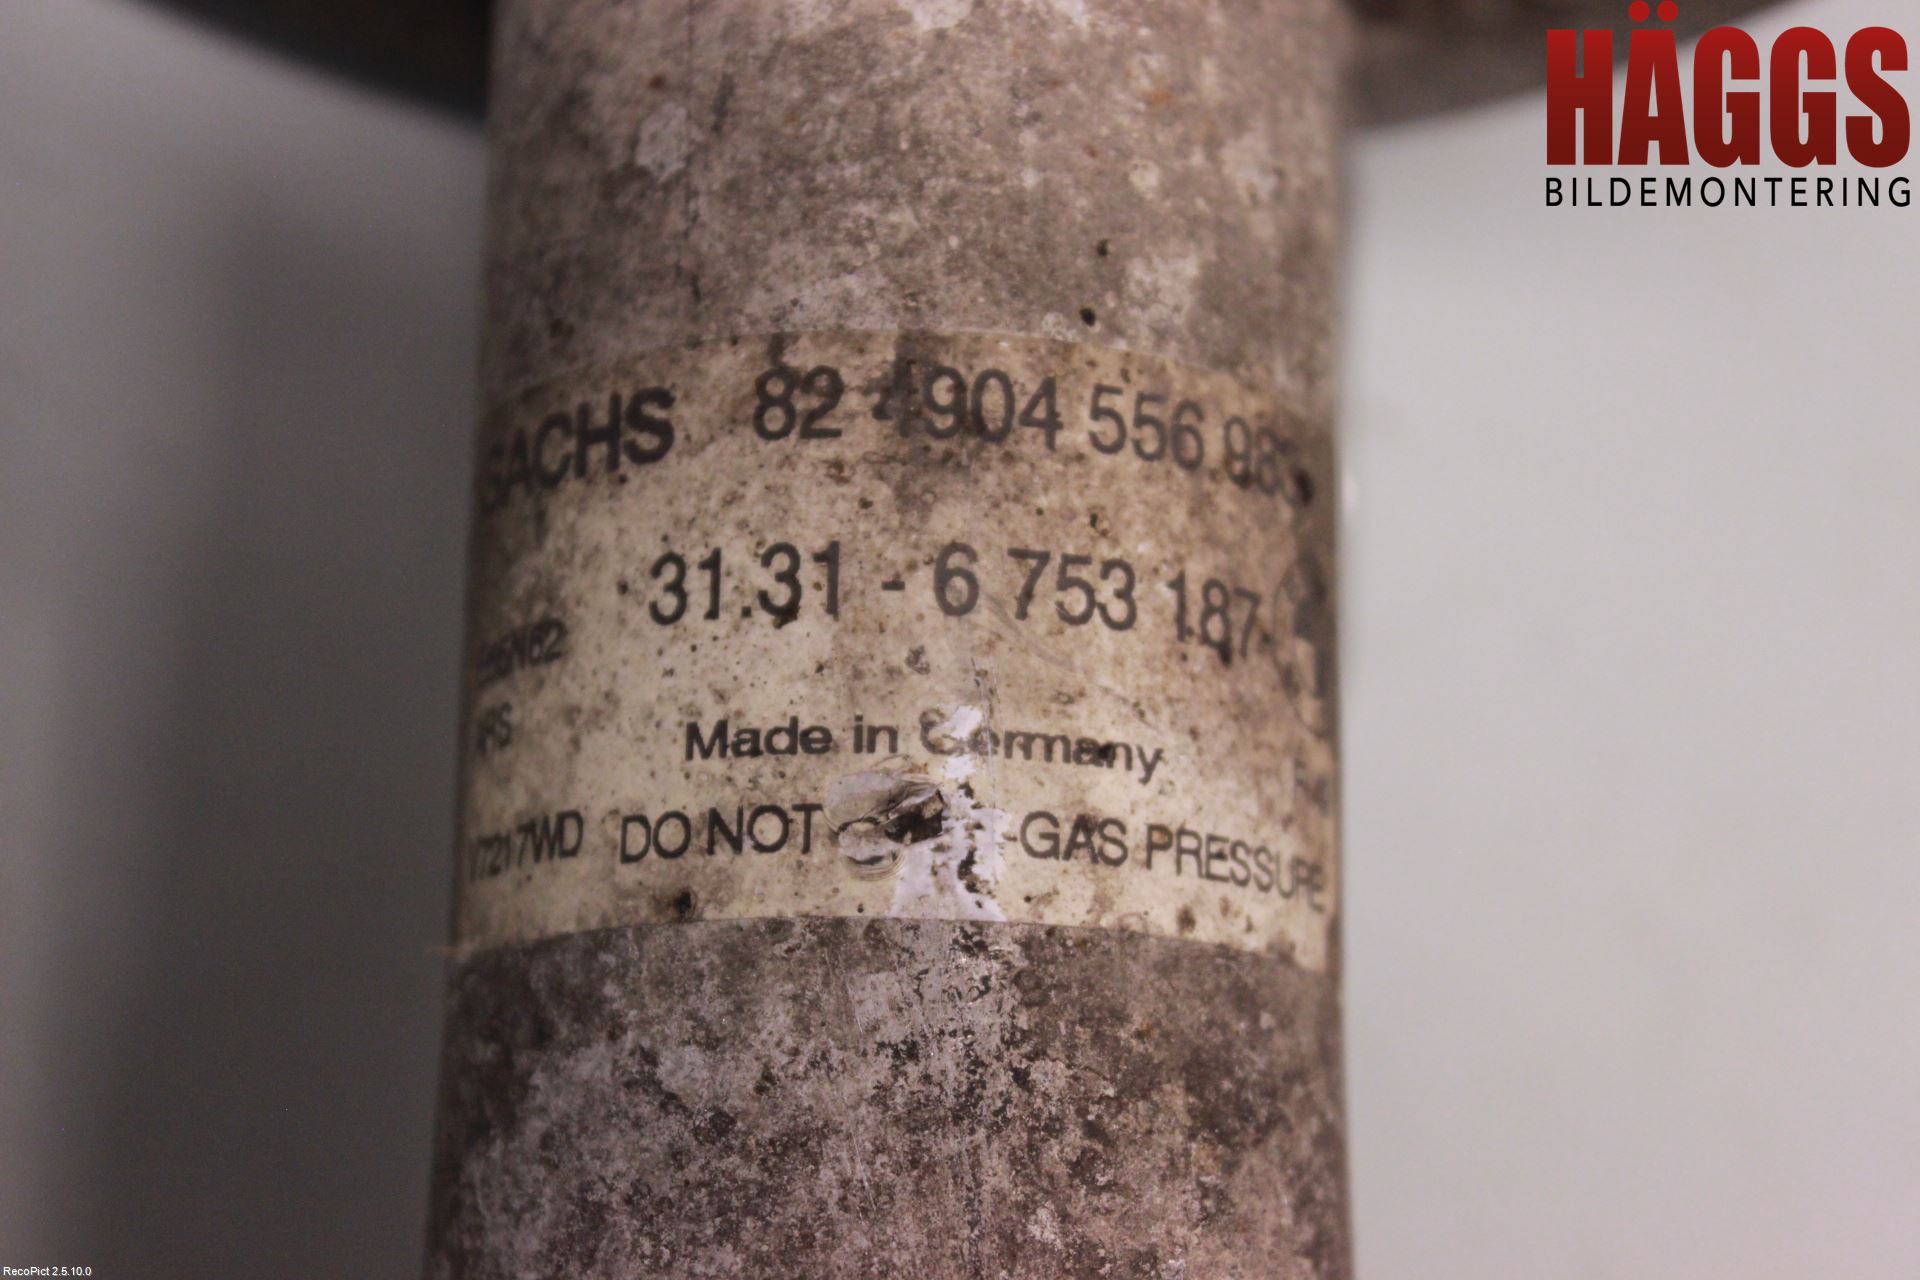 HÄGGS
BILDEMONTERING
SACHS 82 4904 556
31.31 - 6 753 187
Made in Germany
DO NOT -GAS PRESSURE
RecoPict 2.5.10.0